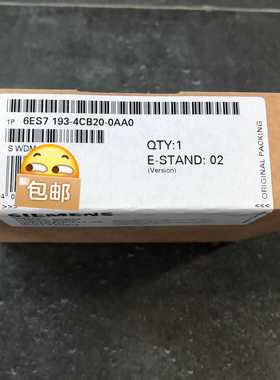 1P 6ES7 193-4CB20-0AA0
S WDM
QTY:1
E-STAND: 02
(Version)
ORIGINAL PACKING
包邮
SIEMENS